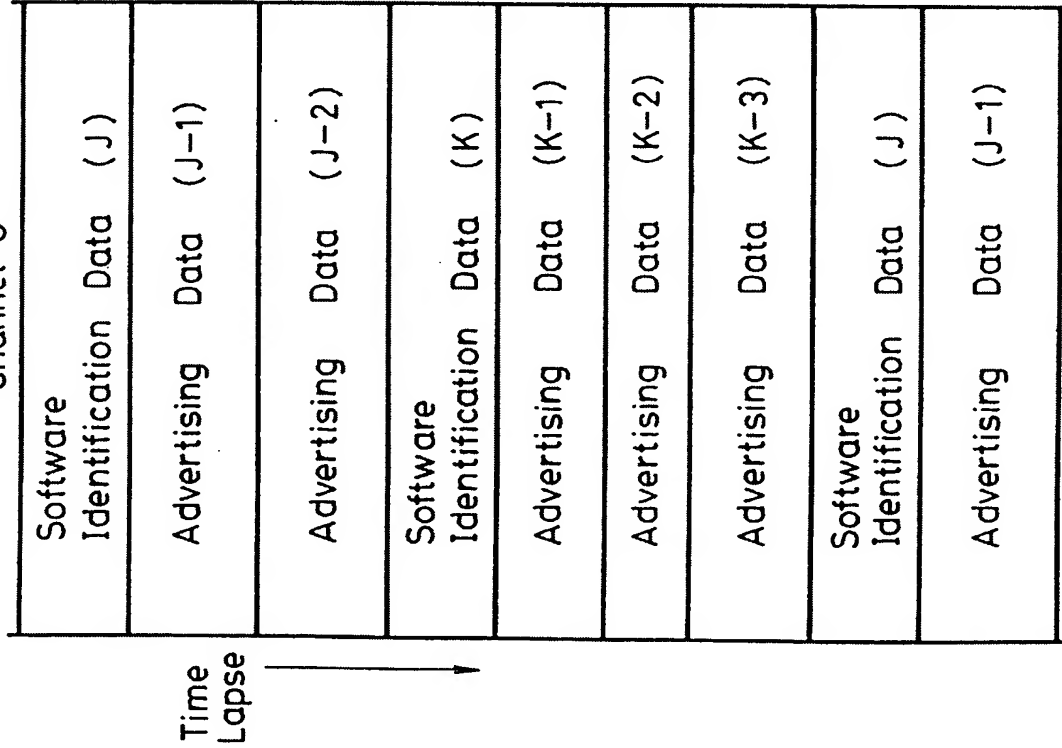 Time
Lapse
Software
Identification Data (J)
Advertising Data (J-1)
Advertising Data (J-2)
Software
Identification Data (K)
Advertising Data (K-1)
Advertising Data (K-2)
Advertising Data (K-3)
Software
Identification Data (J)
Advertising Data (J-1)